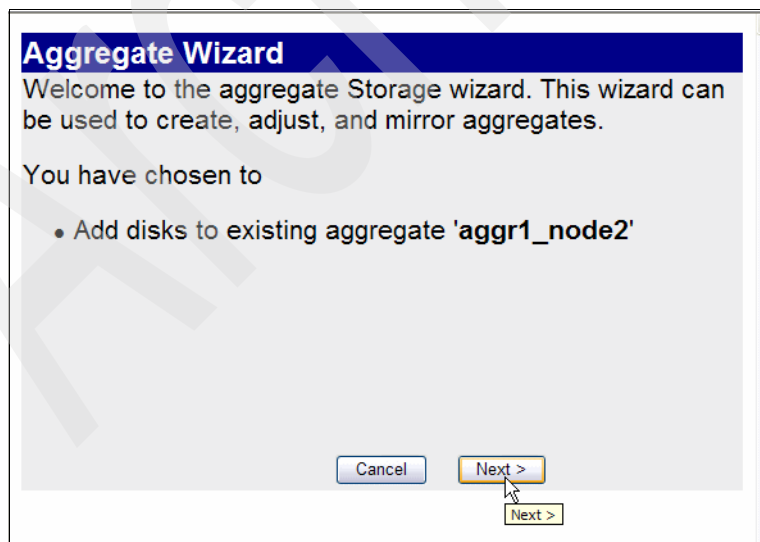 Aggregate Wizard
Welcome to the aggregate Storage wizard. This wizard can
be used to create, adjust, and mirror aggregates.
You have chosen to
• Add disks to existing aggregate 'aggr1_node2'
Cancel
Next >
Next >